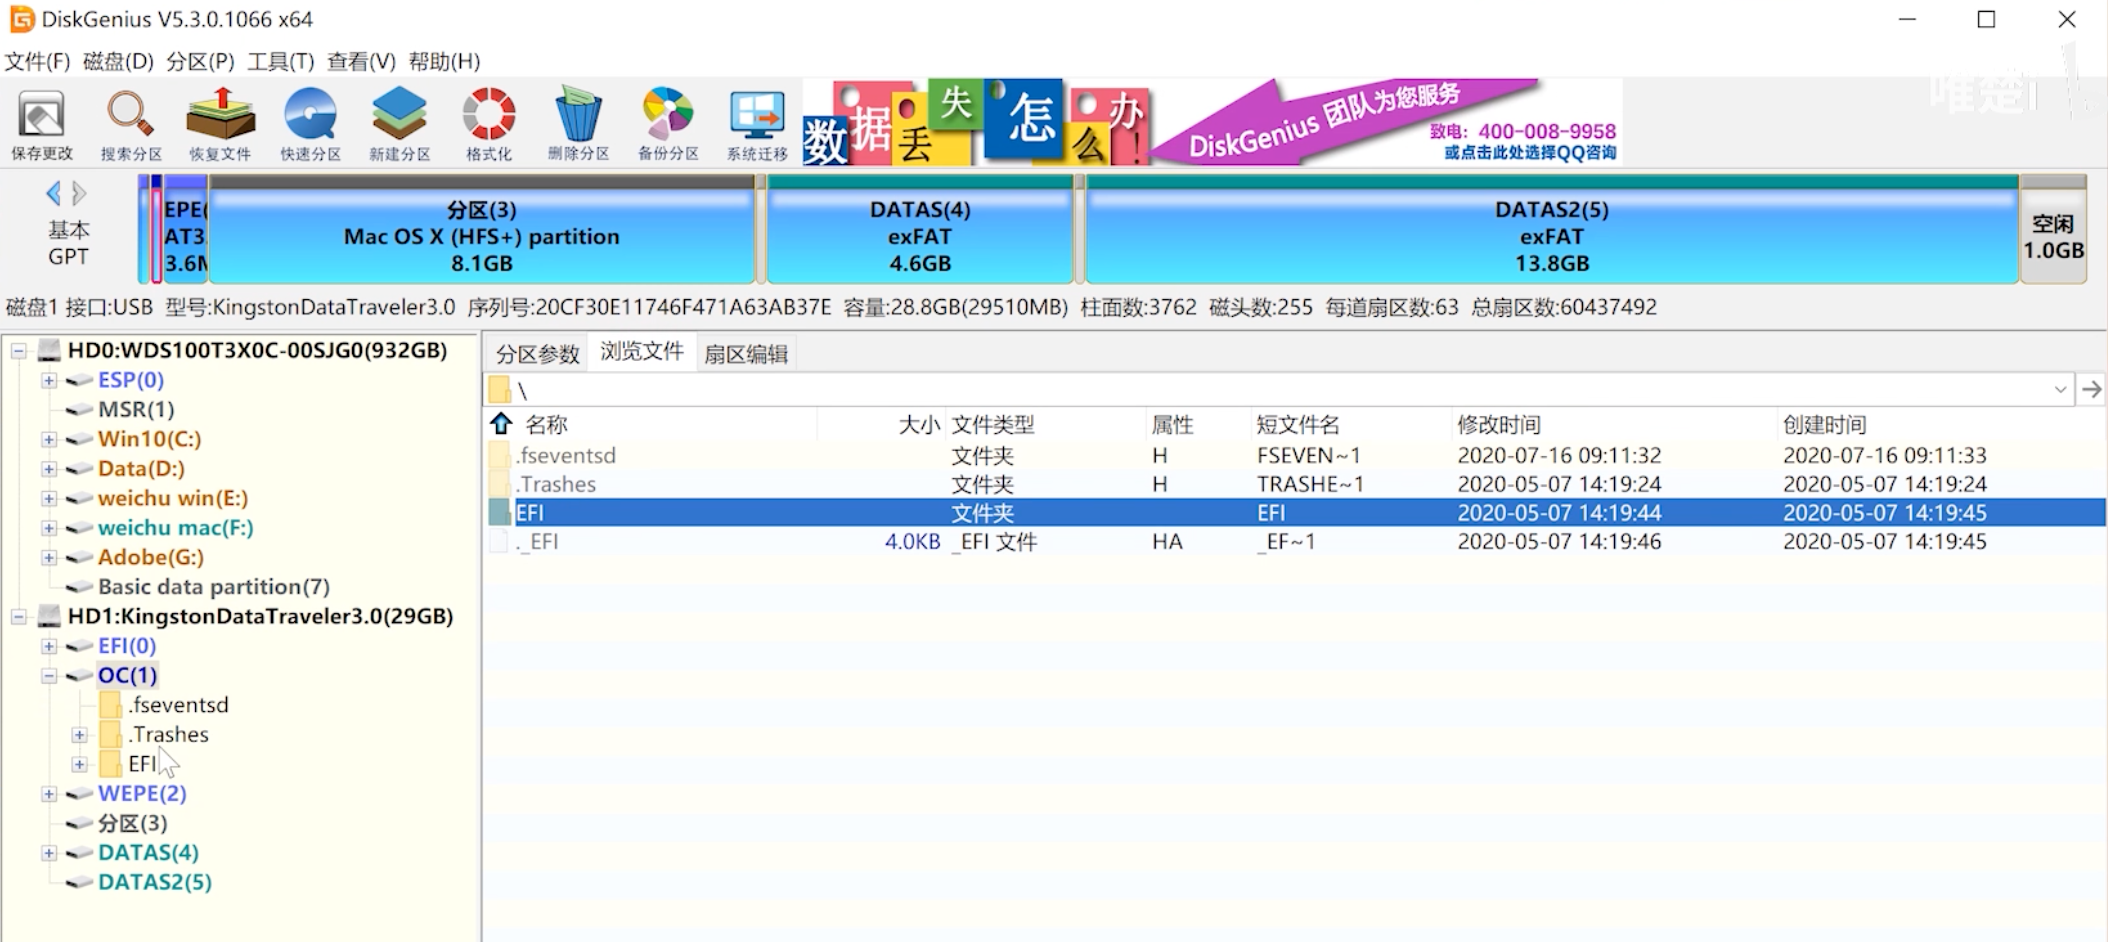 DiskGenius V5.3.0.1066 x64
文件(F) 磁盘(D) 分区(P) 工具(T) 查看(V) 帮助(H)
保存更改 搜索分区 恢复文件 快速分区 新建分区 格式化 删除分区 备份分区 系统迁移
数据丢失怎么办!
DiskGenius 团队为您服务
致电：400-008-9958
或点击此处选择QQ咨询
唯楚
基本
GPT
EPE(
AT3
3.6M
分区(3)
Mac OS X (HFS+) partition
8.1GB
DATAS(4)
exFAT
4.6GB
DATAS2(5)
exFAT
13.8GB
空闲
1.0GB
磁盘1 接口:USB 型号:KingstonDataTraveler3.0 序列号:20CF30E11746F471A63AB37E 容量:28.8GB(29510MB) 柱面数:3762 磁头数:255 每道扇区数:63 总扇区数:60437492
HD0:WDS100T3X0C-00SJG0(932GB)
ESP(0)
MSR(1)
Win10(C:)
Data(D:)
weichu win(E:)
weichu mac(F:)
Adobe(G:)
Basic data partition(7)
HD1:KingstonDataTraveler3.0(29GB)
EFI(0)
OC(1)
.fseventsd
.Trashes
EFI
WEPE(2)
分区(3)
DATAS(4)
DATAS2(5)
分区参数 浏览文件 扇区编辑
\
名称 大小 文件类型 属性 短文件名 修改时间 创建时间
.fseventsd 文件夹 H FSEVEN~1 2020-07-16 09:11:32 2020-07-16 09:11:33
.Trashes 文件夹 H TRASHE~1 2020-05-07 14:19:24 2020-05-07 14:19:24
EFI 文件夹 EFI 2020-05-07 14:19:44 2020-05-07 14:19:45
._EFI 4.0KB _EFI 文件 HA _EF~1 2020-05-07 14:19:46 2020-05-07 14:19:45